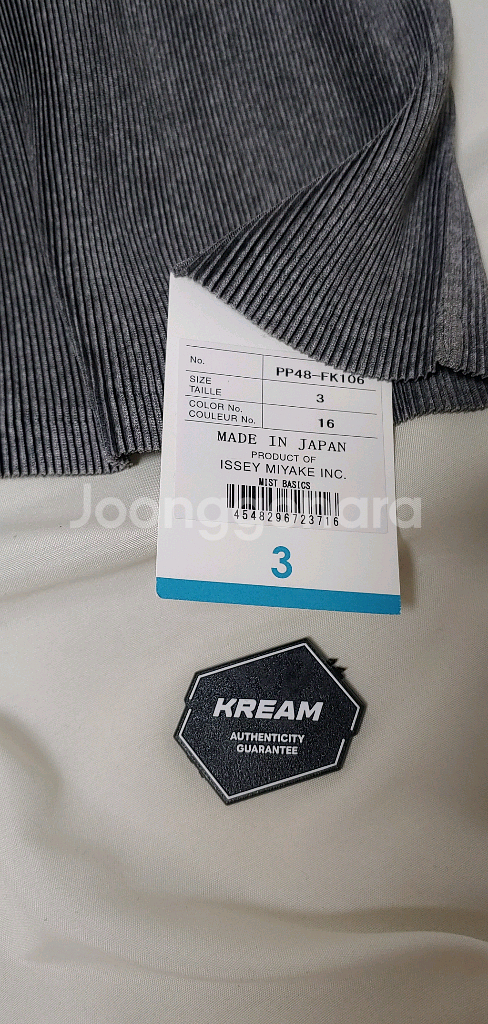 No. PP48-FK106
SIZE
TAILLE 3
COLOR No.
COULEUR No. 16
MADE IN JAPAN
PRODUCT OF
ISSEY MIYAKE INC.
MIST BASICS
4548296723716
Joonggonara
3
KREAM
AUTHENTICITY
GUARANTEE